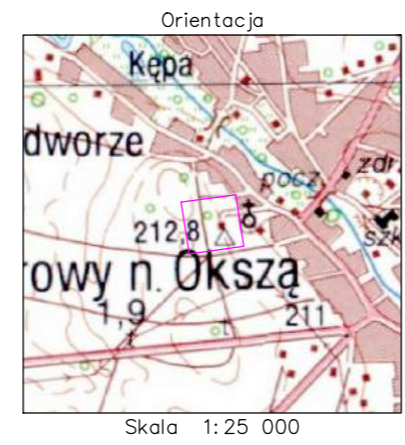 Orientacja
Kępa
dworze
zdr.
pocz.
212,8
szk
rowy n. Okszą
1,9
211
t
t
Skala 1:25 000